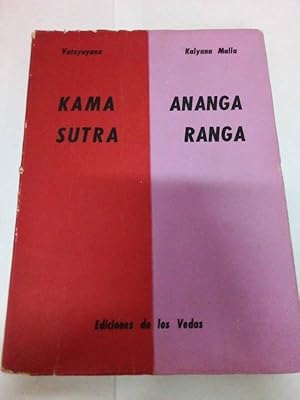 Vatsyayana Kalyana Malla
KAMA ANANGA
SUTRA RANGA
Ediciones de los Vedas